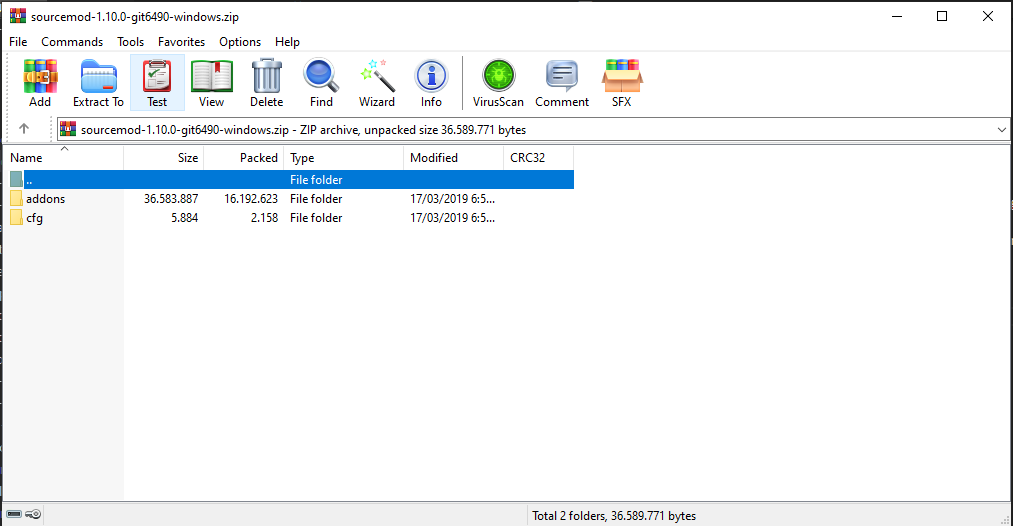 sourcemod-1.10.0-git6490-windows.zip
File Commands Tools Favorites Options Help
Add Extract To Test View Delete Find Wizard Info VirusScan Comment SFX
sourcemod-1.10.0-git6490-windows.zip - ZIP archive, unpacked size 36.589.771 bytes
Name Size Packed Type Modified CRC32
.. File folder
addons 36.583.887 16.192.623 File folder 17/03/2019 6:5...
cfg 5.884 2.158 File folder 17/03/2019 6:5...
Total 2 folders, 36.589.771 bytes